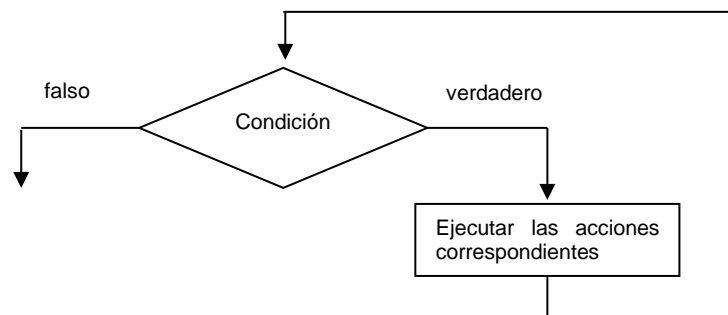 falso
verdadero
Condición
Ejecutar las acciones
correspondientes